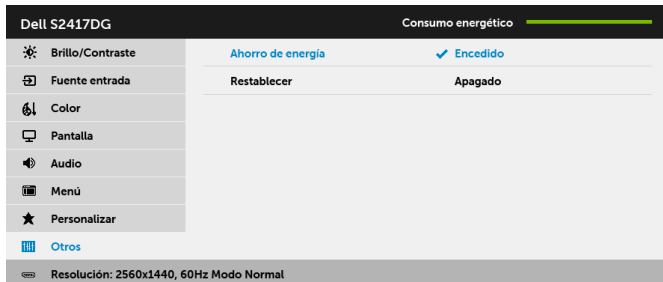 Dell S2417DG Consumo energético
Brillo/Contraste Ahorro de energía Encedido
Fuente entrada Restablecer Apagado
Color
Pantalla
Audio
Menú
Personalizar
Otros
Resolución: 2560x1440, 60Hz Modo Normal